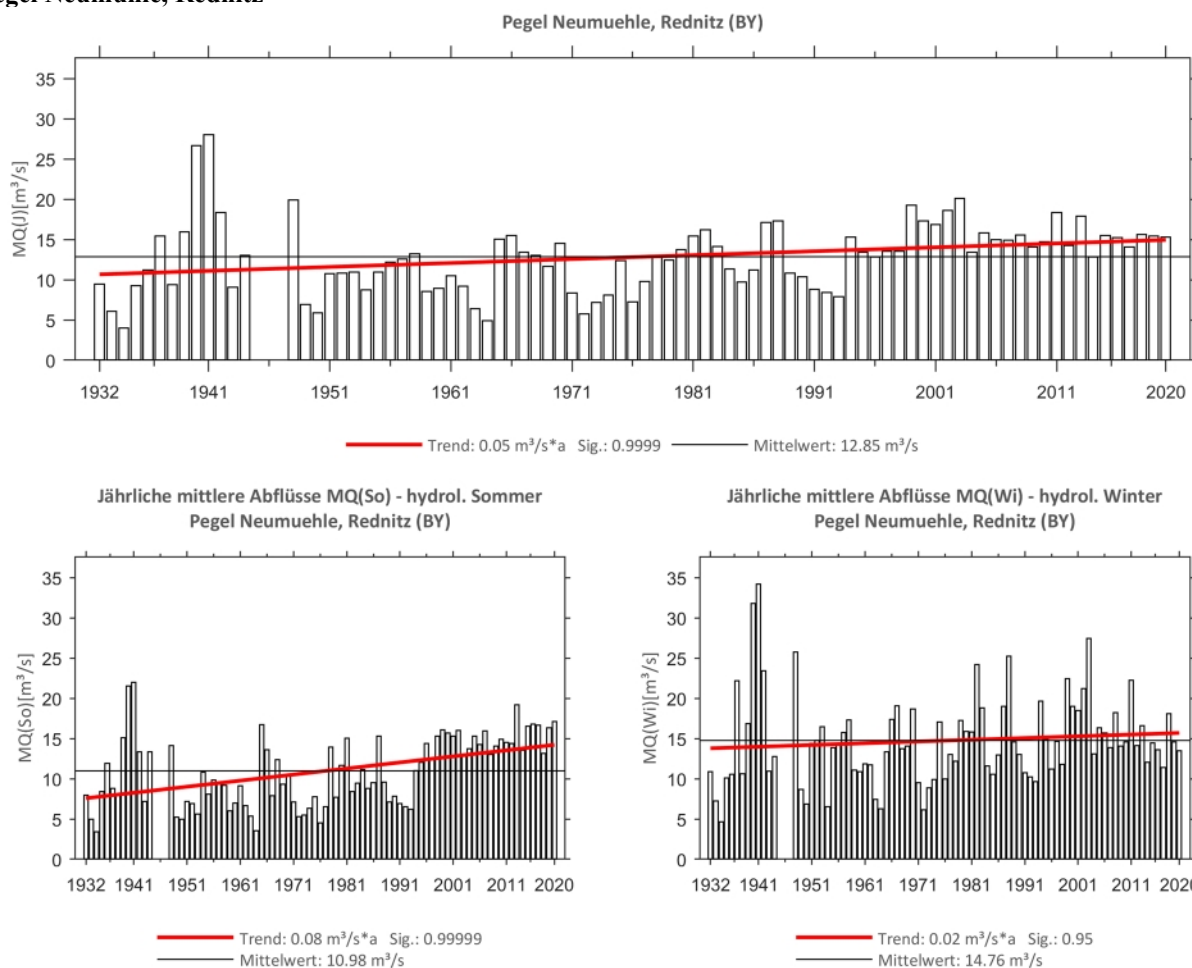 Pegel Neumühle, Rednitz
Pegel Neumuehle, Rednitz (BY)
MQ(J)[m³/s]
35
30
25
20
15
10
5
0
1932 1941 1951 1961 1971 1981 1991 2001 2011 2020
Trend: 0.05 m³/s*a Sig.: 0.9999 Mittelwert: 12.85 m³/s
Jährliche mittlere Abflüsse MQ(So) - hydrol. Sommer
Pegel Neumuehle, Rednitz (BY)
MQ(So)[m³/s]
35
30
25
20
15
10
5
0
1932 1941 1951 1961 1971 1981 1991 2001 2011 2020
Trend: 0.08 m³/s*a Sig.: 0.99999
Mittelwert: 10.98 m³/s
Jährliche mittlere Abflüsse MQ(Wi) - hydrol. Winter
Pegel Neumuehle, Rednitz (BY)
MQ(Wi)[m³/s]
35
30
25
20
15
10
5
0
1932 1941 1951 1961 1971 1981 1991 2001 2011 2020
Trend: 0.02 m³/s*a Sig.: 0.95
Mittelwert: 14.76 m³/s